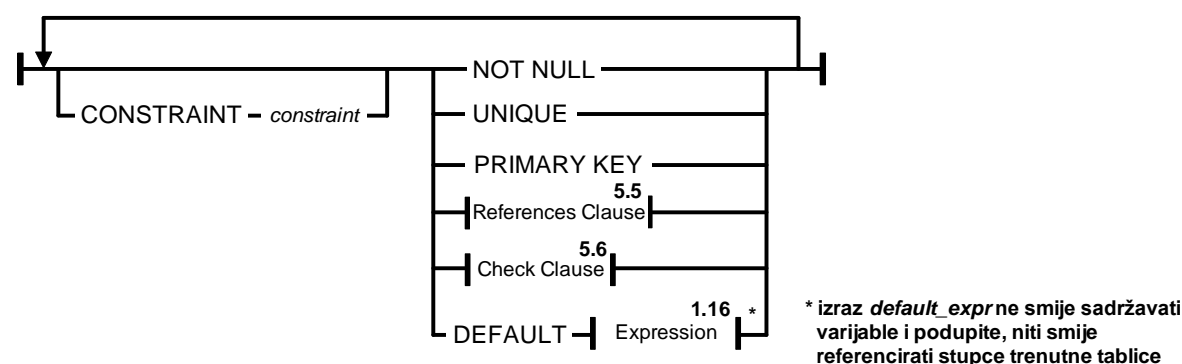 NOT NULL
CONSTRAINT constraint
UNIQUE
PRIMARY KEY
5.5
References Clause
5.6
Check Clause
1.16 *
DEFAULT Expression
* izraz default_expr ne smije sadržavati
varijable i podupite, niti smije
referencirati stupce trenutne tablice